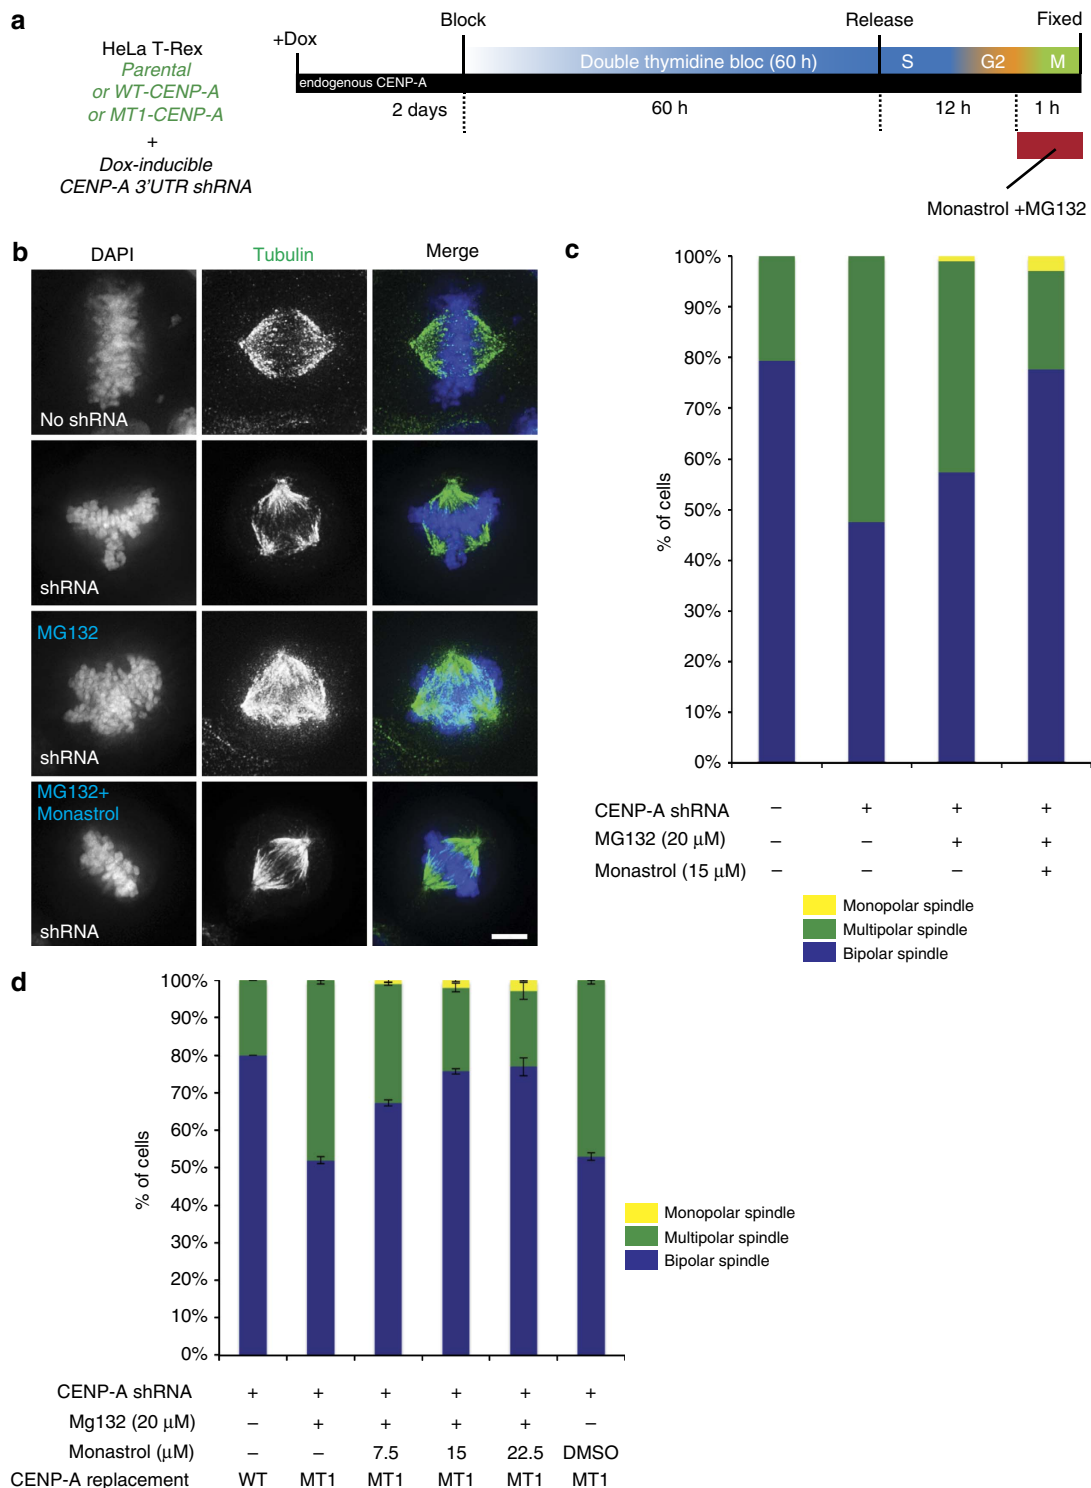 a
HeLa T-Rex
Parental
or WT-CENP-A
or MT1-CENP-A
+
Dox-inducible
CENP-A 3'UTR shRNA
+Dox
Block
Release
Fixed
Double thymidine bloc (60 h)
S
G2
M
endogenous CENP-A
2 days
60 h
12 h
1 h
Monastrol +MG132
b
DAPI
Tubulin
Merge
No shRNA
shRNA
MG132
shRNA
MG132+
Monastrol
shRNA
c
100%
90%
80%
70%
60%
50%
40%
30%
20%
10%
0%
% of cells
CENP-A shRNA – + + +
MG132 (20 μM) – – + +
Monastrol (15 μM) – – – +
Monopolar spindle
Multipolar spindle
Bipolar spindle
d
100%
90%
80%
70%
60%
50%
40%
30%
20%
10%
0%
% of cells
Monopolar spindle
Multipolar spindle
Bipolar spindle
CENP-A shRNA + + + + + +
Mg132 (20 μM) – + + + + –
Monastrol (μM) – – 7.5 15 22.5 DMSO
CENP-A replacement WT MT1 MT1 MT1 MT1 MT1